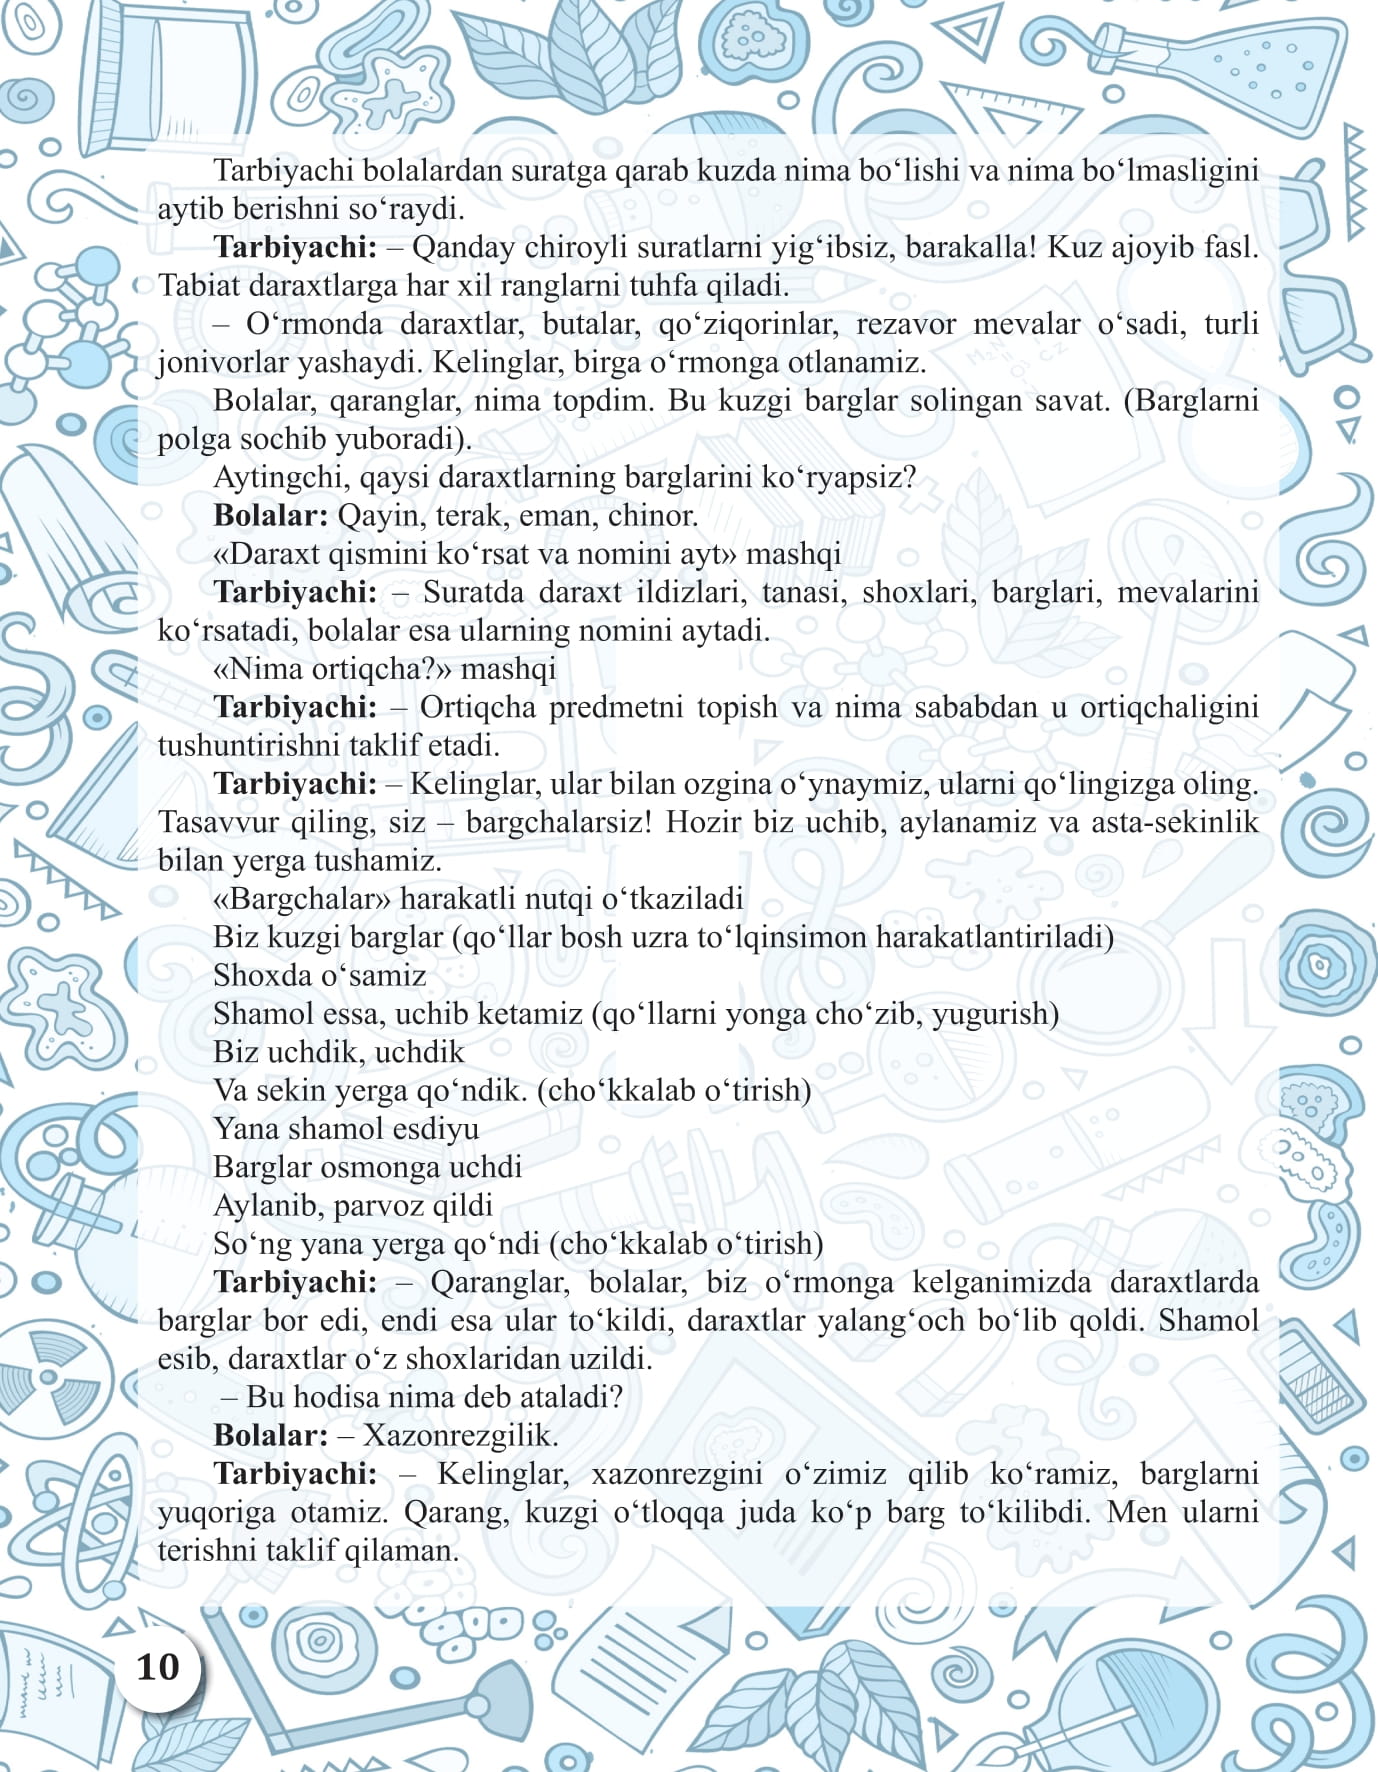 Tarbiyachi bolalardan suratga qarab kuzda nima bo‘lishi va nima bo‘lmasligini
aytib berishni so‘raydi.
Tarbiyachi: – Qanday chiroyli suratlarni yig‘ibsiz, barakalla! Kuz ajoyib fasl.
Tabiat daraxtlarga har xil ranglarni tuhfa qiladi.
– O‘rmonda daraxtlar, butalar, qo‘ziqorinlar, rezavor mevalar o‘sadi, turli
jonivorlar yashaydi. Kelinglar, birga o‘rmonga otlanamiz.
Bolalar, qaranglar, nima topdim. Bu kuzgi barglar solingan savat. (Barglarni
polga sochib yuboradi).
Aytingchi, qaysi daraxtlarning barglarini ko‘ryapsiz?
Bolalar: Qayin, terak, eman, chinor.
«Daraxt qismini ko‘rsat va nomini ayt» mashqi
Tarbiyachi: – Suratda daraxt ildizlari, tanasi, shoxlari, barglari, mevalarini
ko‘rsatadi, bolalar esa ularning nomini aytadi.
«Nima ortiqcha?» mashqi
Tarbiyachi: – Ortiqcha predmetni topish va nima sababdan u ortiqchaligini
tushuntirishni taklif etadi.
Tarbiyachi: – Kelinglar, ular bilan ozgina o‘ynaymiz, ularni qo‘lingizga oling.
Tasavvur qiling, siz – bargchalarsiz! Hozir biz uchib, aylanamiz va asta-sekinlik
bilan yerga tushamiz.
«Bargchalar» harakatli nutqi o‘tkaziladi
Biz kuzgi barglar (qo‘llar bosh uzra to‘lqinsimon harakatlantiriladi)
Shoxda o‘samiz
Shamol essa, uchib ketamiz (qo‘llarni yonga cho‘zib, yugurish)
Biz uchdik, uchdik
Va sekin yerga qo‘ndik. (cho‘kkalab o‘tirish)
Yana shamol esdiyu
Barglar osmonga uchdi
Aylanib, parvoz qildi
So‘ng yana yerga qo‘ndi (cho‘kkalab o‘tirish)
Tarbiyachi: – Qaranglar, bolalar, biz o‘rmonga kelganimizda daraxtlarda
barglar bor edi, endi esa ular to‘kildi, daraxtlar yalang‘och bo‘lib qoldi. Shamol
esib, daraxtlar o‘z shoxlaridan uzildi.
– Bu hodisa nima deb ataladi?
Bolalar: – Xazonrezgilik.
Tarbiyachi: – Kelinglar, xazonrezgini o‘zimiz qilib ko‘ramiz, barglarni
yuqoriga otamiz. Qarang, kuzgi o‘tloqqa juda ko‘p barg to‘kilibdi. Men ularni
terishni taklif qilaman.
10